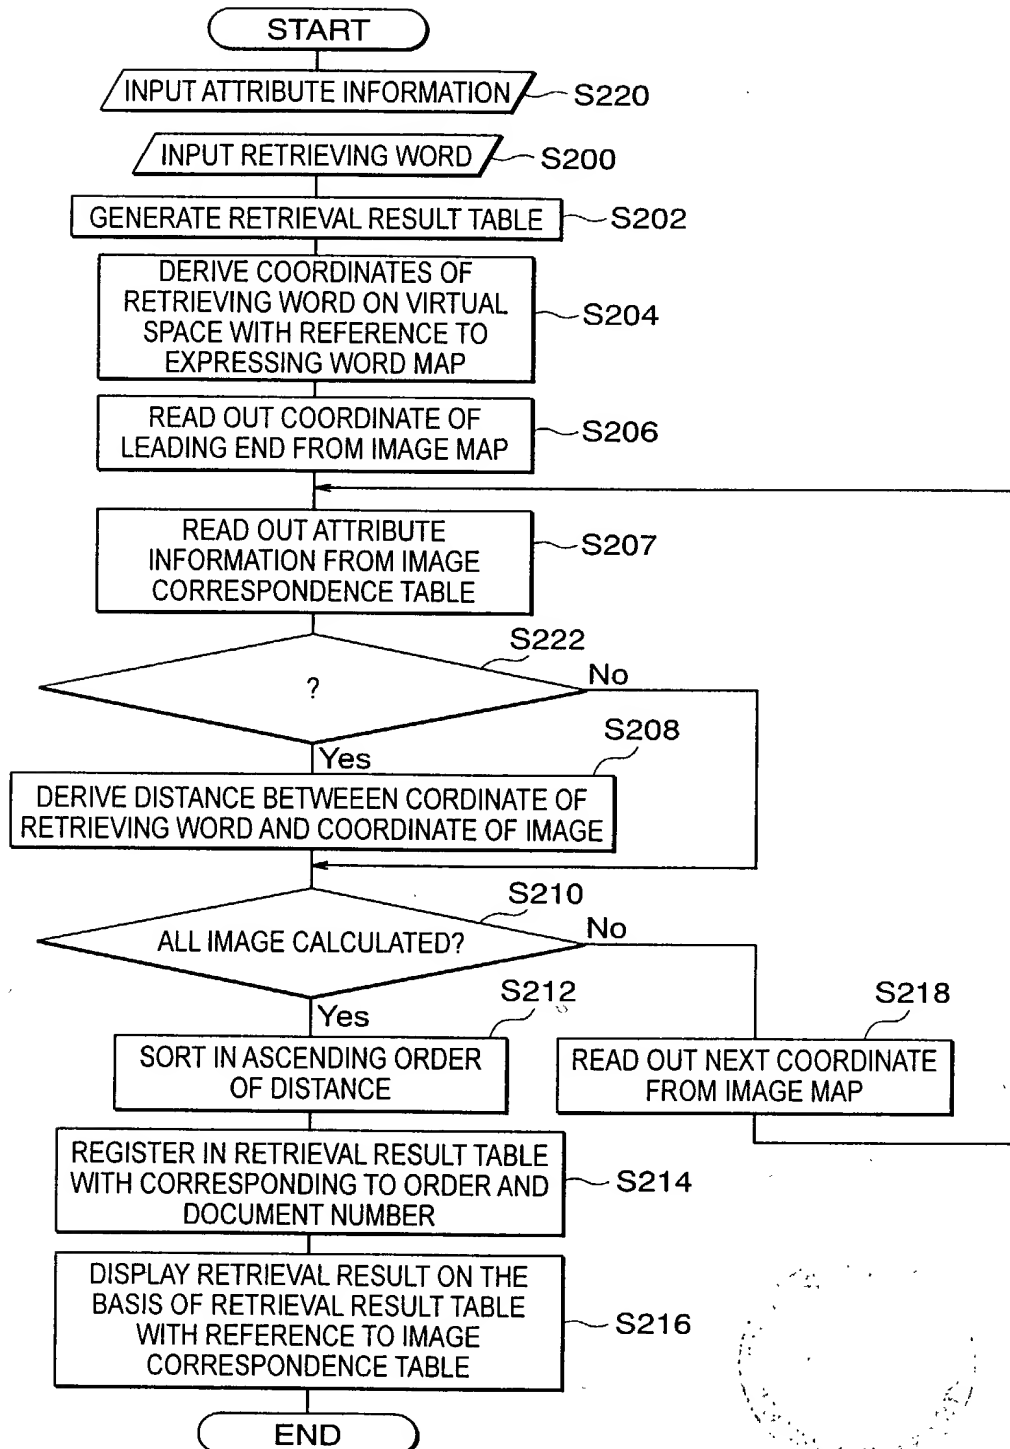 START
INPUT ATTRIBUTE INFORMATION
S220
INPUT RETRIEVING WORD
S200
GENERATE RETRIEVAL RESULT TABLE
S202
DERIVE COORDINATES OF
RETRIEVING WORD ON VIRTUAL
SPACE WITH REFERENCE TO
EXPRESSING WORD MAP
S204
READ OUT COORDINATE OF
LEADING END FROM IMAGE MAP
S206
READ OUT ATTRIBUTE
INFORMATION FROM IMAGE
CORRESPONDENCE TABLE
S207
S222
?
No
Yes
S208
DERIVE DISTANCE BETWEEEN CORDINATE OF
RETRIEVING WORD AND COORDINATE OF IMAGE
S210
ALL IMAGE CALCULATED?
No
Yes
S212
SORT IN ASCENDING ORDER
OF DISTANCE
S218
READ OUT NEXT COORDINATE
FROM IMAGE MAP
REGISTER IN RETRIEVAL RESULT TABLE
WITH CORRESPONDING TO ORDER AND
DOCUMENT NUMBER
S214
DISPLAY RETRIEVAL RESULT ON THE
BASIS OF RETRIEVAL RESULT TABLE
WITH REFERENCE TO IMAGE
CORRESPONDENCE TABLE
S216
END